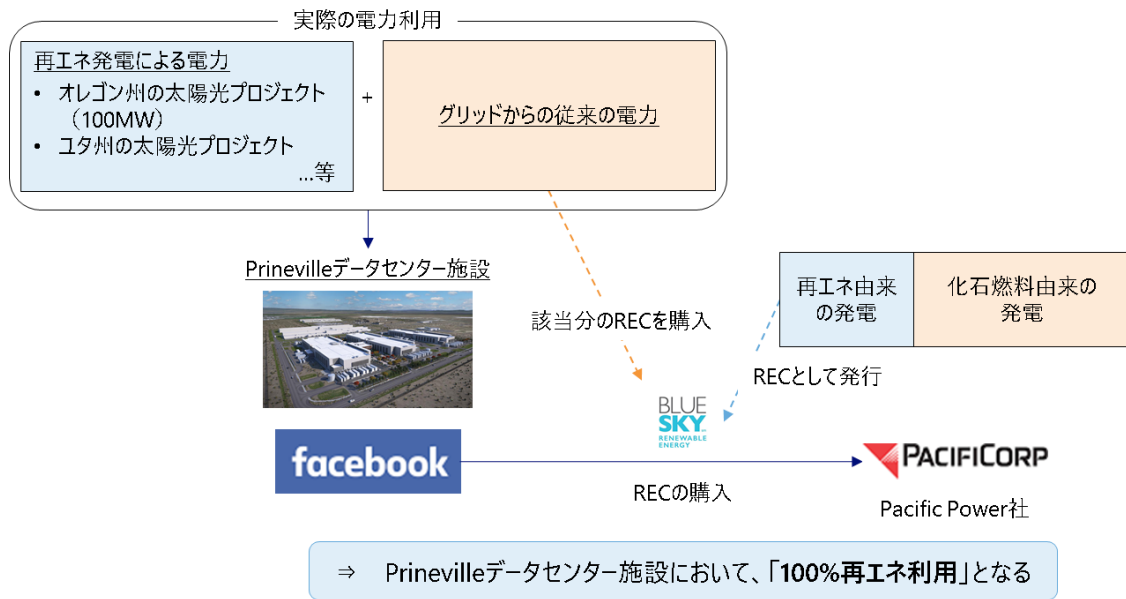 実際の電力利用
再エネ発電による電力
• オレゴン州の太陽光プロジェクト
（100MW）
• ユタ州の太陽光プロジェクト
…等
+
グリッドからの従来の電力
Prinevilleデータセンター施設
再エネ由来
の発電
化石燃料由来の
発電
該当分のRECを購入
RECとして発行
BLUE
SKY
RENEWABLE
ENERGY
facebook
PACIFICORP
RECの購入
Pacific Power社
⇒ Prinevilleデータセンター施設において、「100%再エネ利用」となる